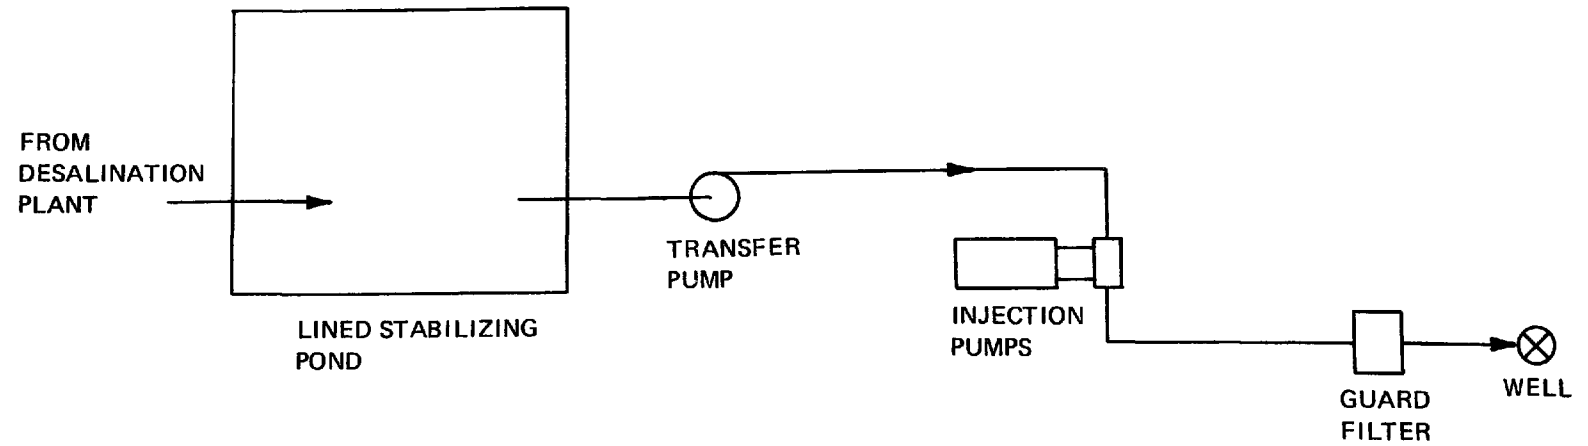 FROM
DESALINATION
PLANT
LINED STABILIZING
POND
TRANSFER
PUMP
INJECTION
PUMPS
GUARD
FILTER
WELL